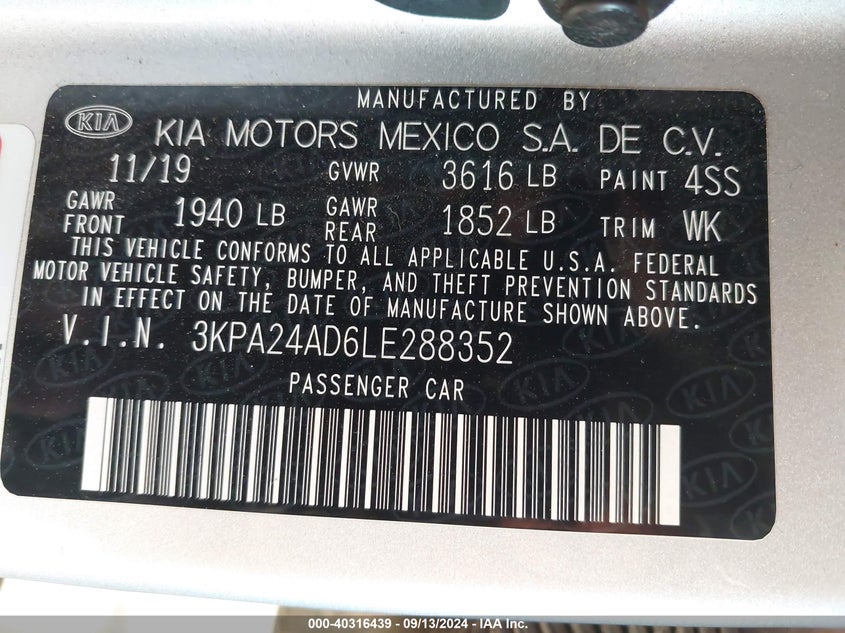 MANUFACTURED BY
KIA KIA MOTORS MEXICO S.A. DE C.V.
11/19 GVWR 3616 LB PAINT 4SS
GAWR FRONT 1940 LB GAWR REAR 1852 LB TRIM WK
THIS VEHICLE CONFORMS TO ALL APPLICABLE U.S.A. FEDERAL
MOTOR VEHICLE SAFETY, BUMPER, AND THEFT PREVENTION STANDARDS
IN EFFECT ON THE DATE OF MANUFACTURE SHOWN ABOVE.
V.I.N. 3KPA24AD6LE288352
PASSENGER CAR
000-40316439 - 09/13/2024 - IAA Inc.